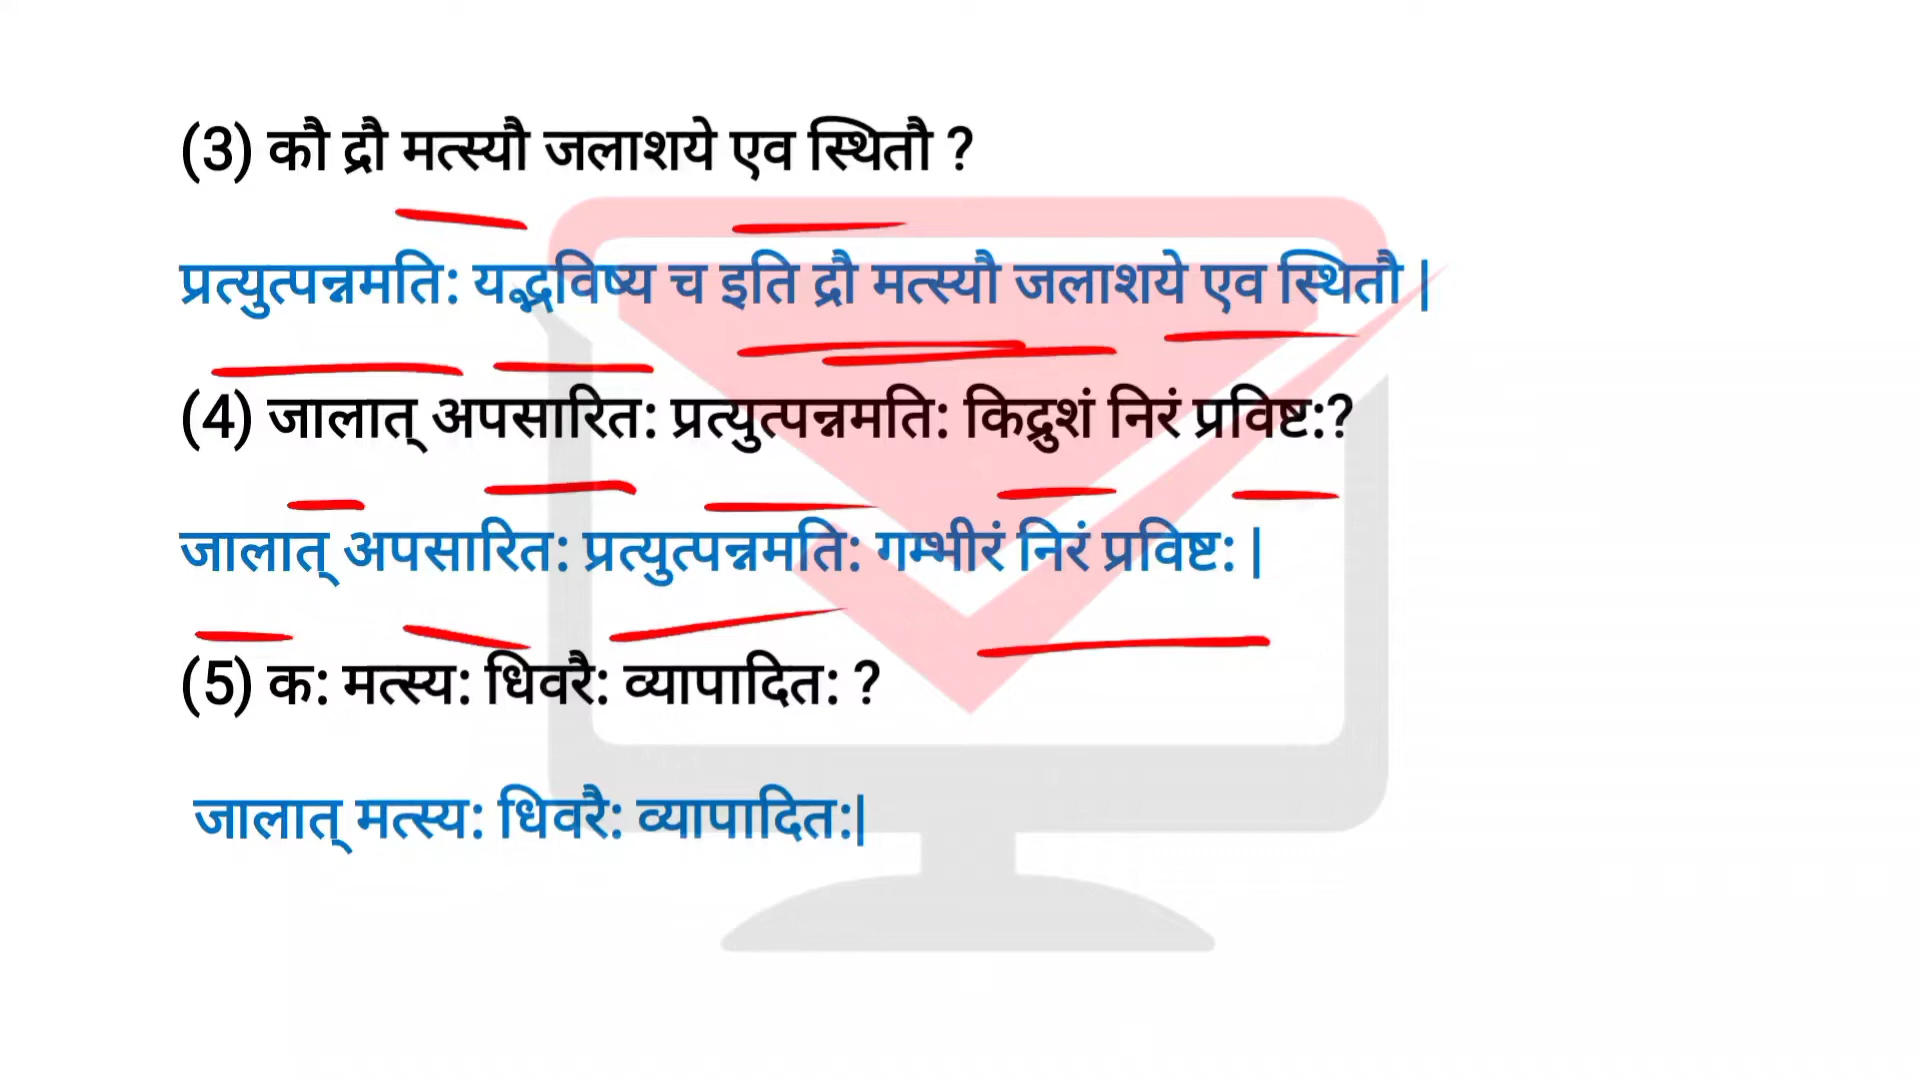 (3) कौ द्रौ मत्स्यौ जलाशये एव स्थितौ ?
प्रत्युत्पन्नमति: यद्भविष्य च इति द्रौ मत्स्यौ जलाशये एव स्थितौ |
(4) जालात् अपसारित: प्रत्युत्पन्नमति: किद्रुशं निरं प्रविष्ट:?
जालात् अपसारित: प्रत्युत्पन्नमति: गम्भीरं निरं प्रविष्ट: |
(5) क: मत्स्य: धिवरै: व्यापादित: ?
जालात् मत्स्य: धिवरै: व्यापादित:|